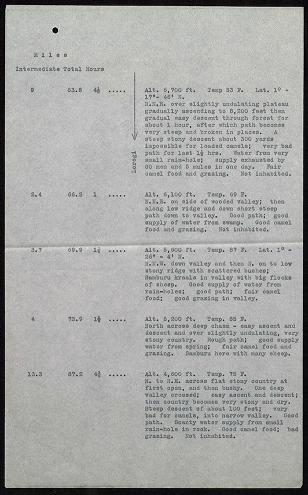 Miles
Intermediate Total Hours
9 63.8 4½ ..... Alt. 5,700 ft. Temp 53 F. Lat. 1° -
17'- 46' N.
N.N.E. over slightly undulating plateau
gradually ascending to 8,200 feet then
gradual easy descent through forest for
about 1 hour, after which path becomes
very steep and broken in places. A
steep stony descent about 300 yards
impossible for loaded camels; very bad
path for last 1½ hrs. Water from very
small rain-hole; supply exhausted by
80 men and 5 mules in one day. Fair
camel food and grazing. Not inhabited.
Lorogi
2.4 66.2 1 ..... Alt. 6,100 ft. Temp. 69 F.
N.N.E. on side of wooded valley; then
along low ridge and down short steep
path down to valley. Good path; good
supply of water from swamp. Good camel
food and grazing. Not inhabited.
3.7 69.9 1½ ..... Alt. 5,600 ft. Temp. 57 F. Lat. 1° -
26' - 4' N.
N.N.W. down valley and then N. on to low
stony ridge with scattered bushes;
Samburu kraals in valley with big flocks
of sheep. Good supply of water from
rain-holes; good path; fair camel
food; good grazing in valley.
4 73.9 1½ ..... Alt. 5,200 ft. Temp. 65 F.
North across deep chasm - easy ascent and
descent and over slightly undulating, very
stony country. Rough path; good supply
water from spring; fair camel food and
grazing. Samburu here with many sheep.
13.3 87.2 4½ ..... Alt. 4,600 ft. Temp. 75 F.
N. to N.E. across flat stony country at
first open, and then bushy. One deep
valley crossed; easy ascent and descent;
then country becomes very stony and dry.
Steep descent of about 100 feet; very
bad for camels, into narrow valley. Good
path. Scanty water supply from small
rain-hole in rock. Good camel food; bad
grazing. Not inhabited.